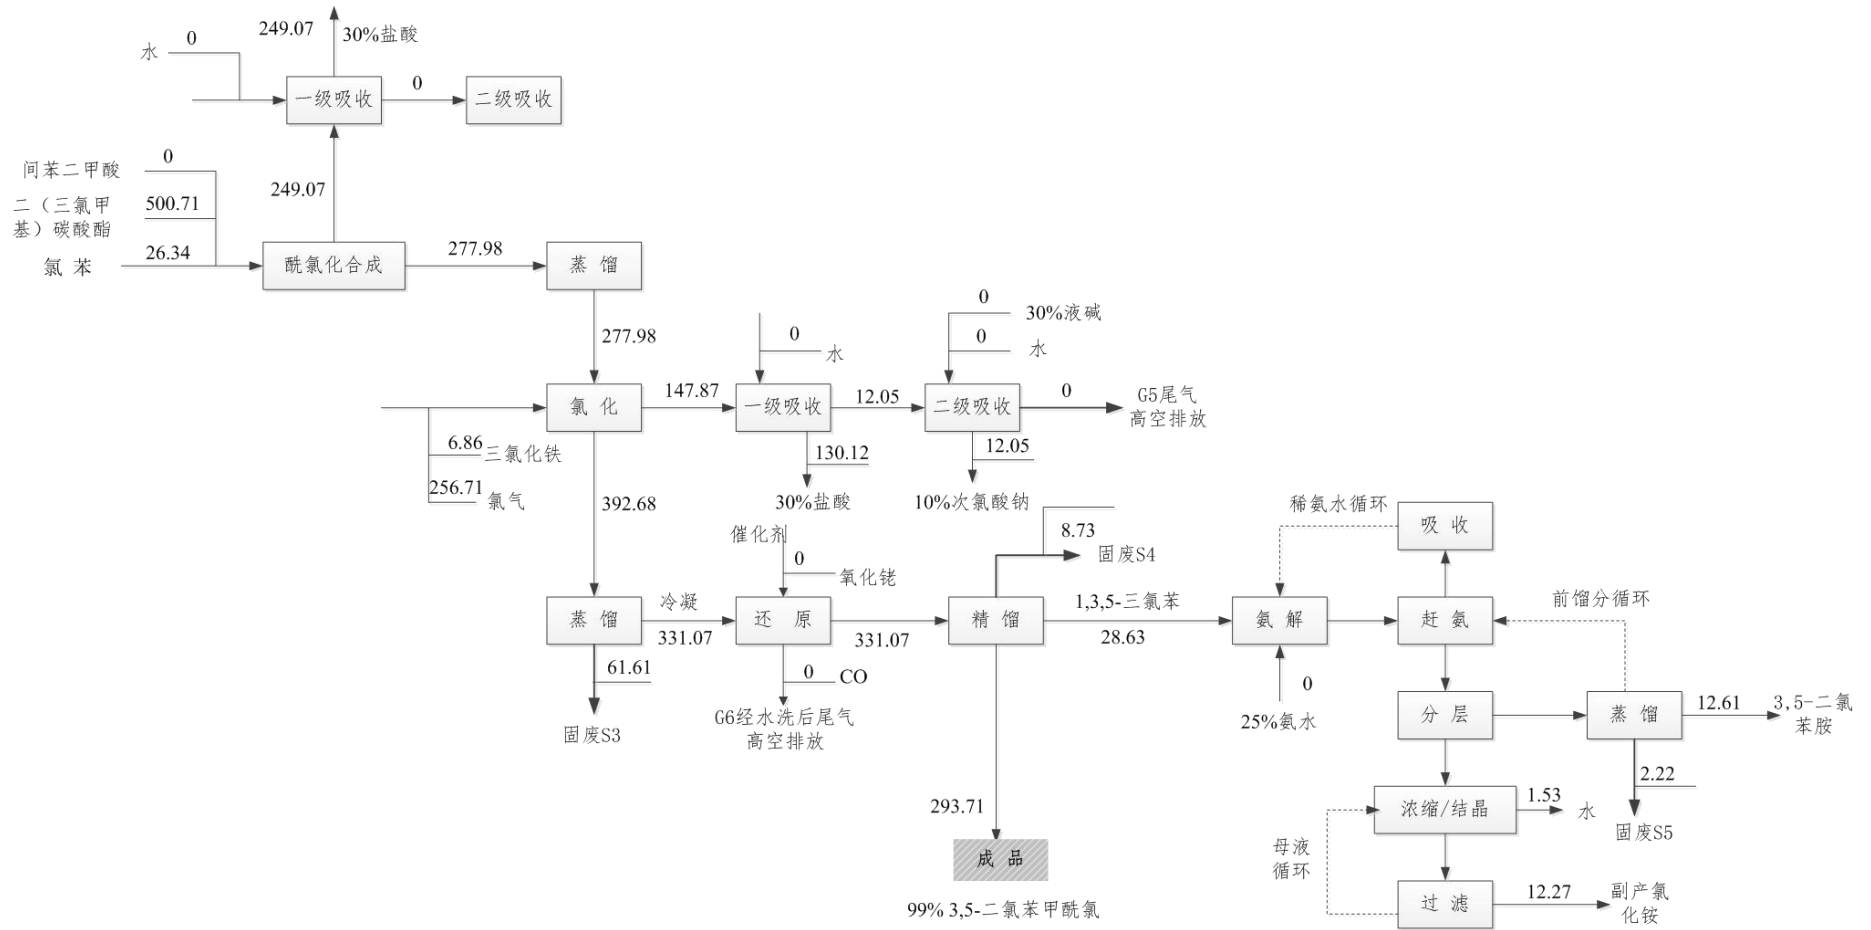 249.07
30%盐酸
0
水
一级吸收
0
二级吸收
间苯二甲酸
0
249.07
二（三氯甲
基）碳酸酯
500.71
氯 苯
26.34
酰氯化合成
277.98
蒸 馏
277.98
0
水
0
30%液碱
0
水
氯 化
147.87
一级吸收
12.05
二级吸收
0
G5尾气
高空排放
6.86
三氯化铁
256.71
氯气
130.12
30%盐酸
12.05
10%次氯酸钠
392.68
催化剂
0
氧化铑
8.73
固废S4
稀氨水循环
吸 收
蒸 馏
冷凝
331.07
还 原
331.07
精 馏
1,3,5-三氯苯
28.63
氨 解
赶 氨
前馏分循环
61.61
固废S3
0
CO
G6经水洗后尾气
高空排放
0
25%氨水
分 层
蒸 馏
12.61
3,5-二氯
苯胺
2.22
固废S5
293.71
成 品
99% 3,5-二氯苯甲酰氯
浓缩/结晶
1.53
水
母液
循环
过 滤
12.27
副产氯
化铵